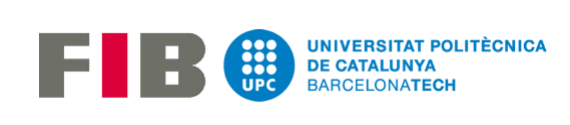 FIB
UPC
UNIVERSITAT POLITÈCNICA
DE CATALUNYA
BARCELONATECH